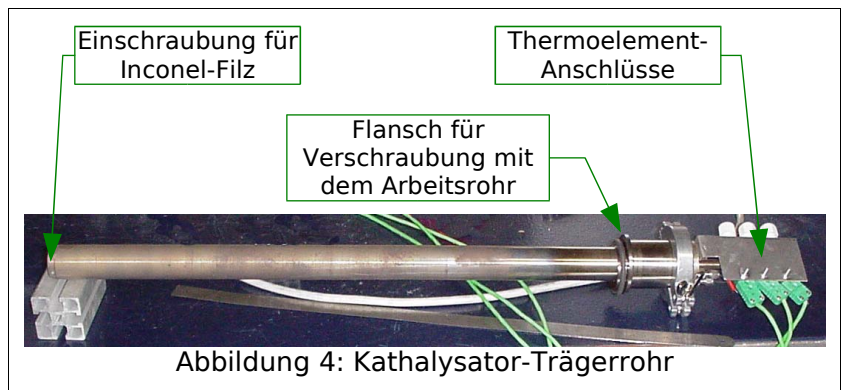 Einschraubung für
Inconel-Filz
Thermoelement-
Anschlüsse
Flansch für
Verschraubung mit
dem Arbeitsrohr
Abbildung 4: Kathalysator-Trägerrohr